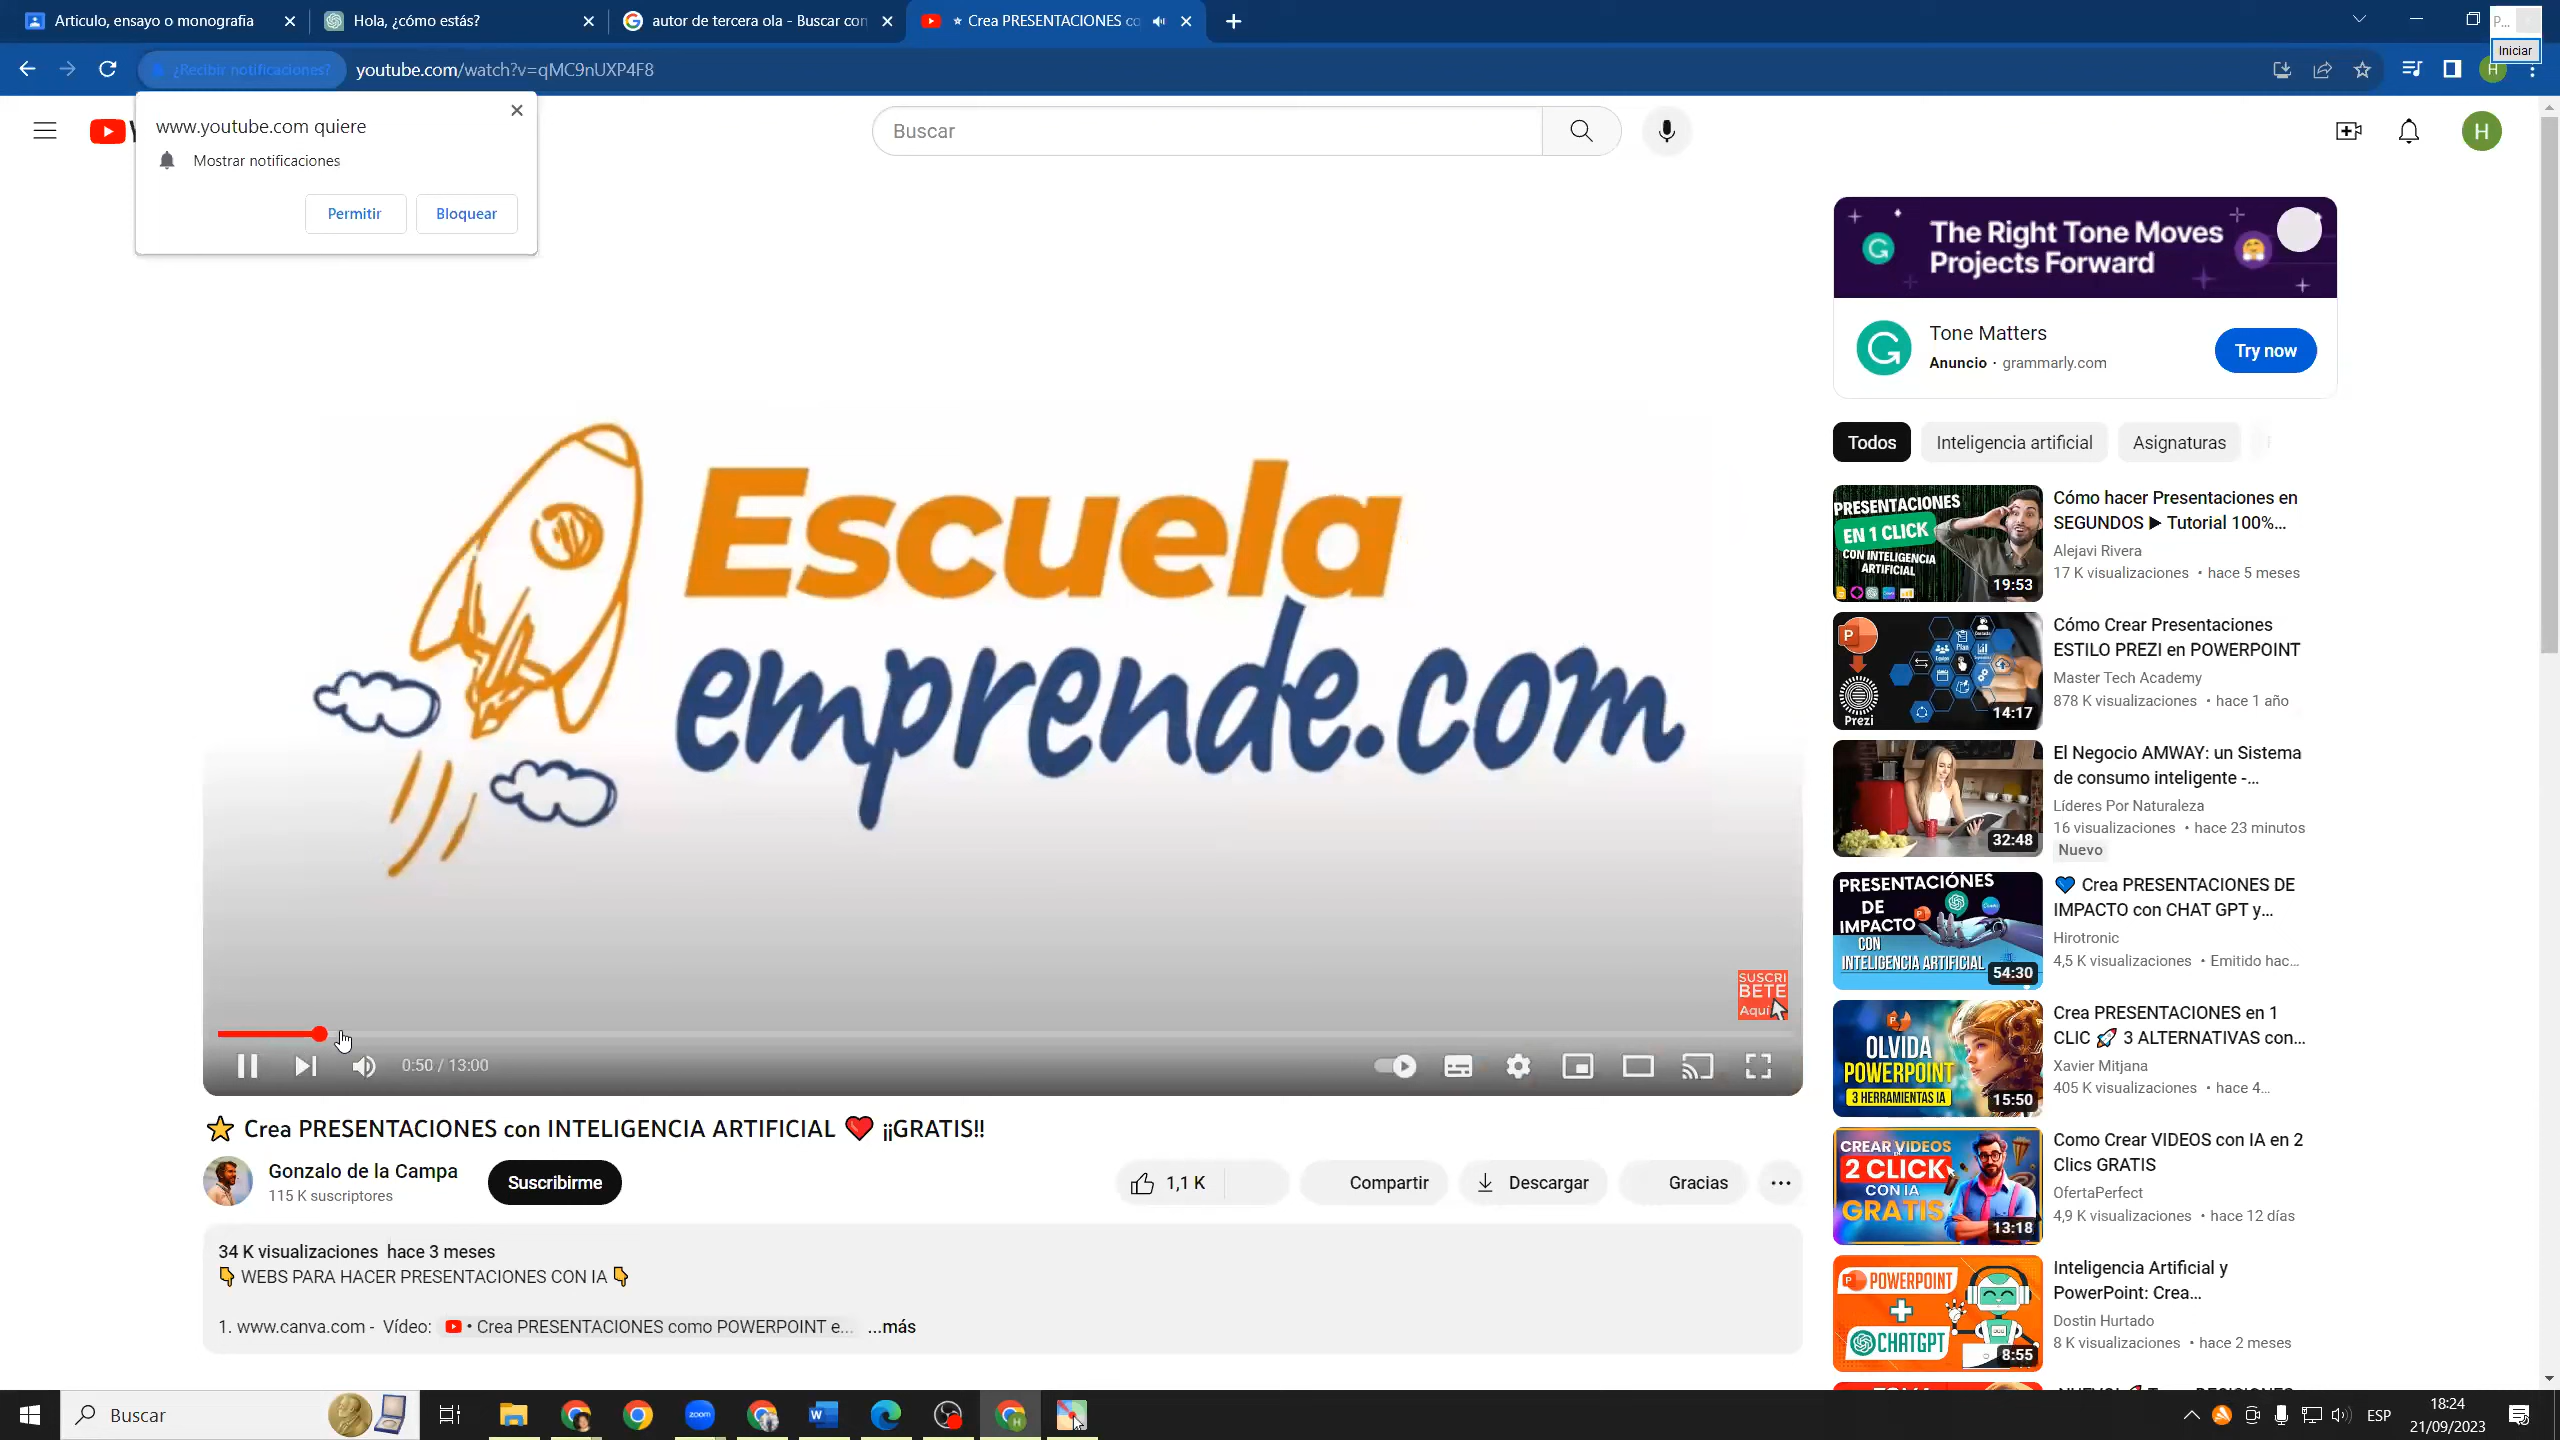 Articulo, ensayo o monografia
Hola, ¿cómo estás?
autor de tercera ola - Buscar con
⭑ Crea PRESENTACIONES co
P...
Iniciar
¿Recibir notificaciones?
youtube.com/watch?v=qMC9nUXP4F8
H
www.youtube.com quiere
Mostrar notificaciones
Permitir
Bloquear
Buscar
H
The Right Tone Moves
Projects Forward
Tone Matters
Anuncio · grammarly.com
Try now
Todos
Inteligencia artificial
Asignaturas
Escuela
emprende.com
SUSCRI
BETE
Aquí
0:50 / 13:00
PRESENTACIONES
EN 1 CLICK
CON INTELIGENCIA
ARTIFICIAL
19:53
Cómo hacer Presentaciones en
SEGUNDOS ▶ Tutorial 100%...
Alejavi Rivera
17 K visualizaciones • hace 5 meses
Prezi
14:17
Cómo Crear Presentaciones
ESTILO PREZI en POWERPOINT
Master Tech Academy
878 K visualizaciones • hace 1 año
32:48
El Negocio AMWAY: un Sistema
de consumo inteligente -...
Líderes Por Naturaleza
16 visualizaciones • hace 23 minutos
Nuevo
PRESENTACIÓNES
DE
IMPACTO
CON
INTELIGENCIA ARTIFICIAL
54:30
💙 Crea PRESENTACIONES DE
IMPACTO con CHAT GPT y...
Hirotronic
4,5 K visualizaciones • Emitido hac...
OLVIDA
POWERPOINT
3 HERRAMIENTAS IA
15:50
Crea PRESENTACIONES en 1
CLIC 🚀 3 ALTERNATIVAS con...
Xavier Mitjana
405 K visualizaciones • hace 4...
CREAR VIDEOS
EN
2 CLICK
CON IA
GRATIS
13:18
Como Crear VIDEOS con IA en 2
Clics GRATIS
OfertaPerfect
4,9 K visualizaciones • hace 12 días
POWERPOINT
CHATGPT
8:55
Inteligencia Artificial y
PowerPoint: Crea...
Dostin Hurtado
8 K visualizaciones • hace 2 meses
⭐ Crea PRESENTACIONES con INTELIGENCIA ARTIFICIAL ❤️ ¡¡GRATIS!!
Gonzalo de la Campa
115 K suscriptores
Suscribirme
1,1 K
Compartir
Descargar
Gracias
34 K visualizaciones hace 3 meses
👇 WEBS PARA HACER PRESENTACIONES CON IA 👇
1. www.canva.com - Vídeo: • Crea PRESENTACIONES como POWERPOINT e... ...más
Buscar
zoom
ESP
18:24
21/09/2023